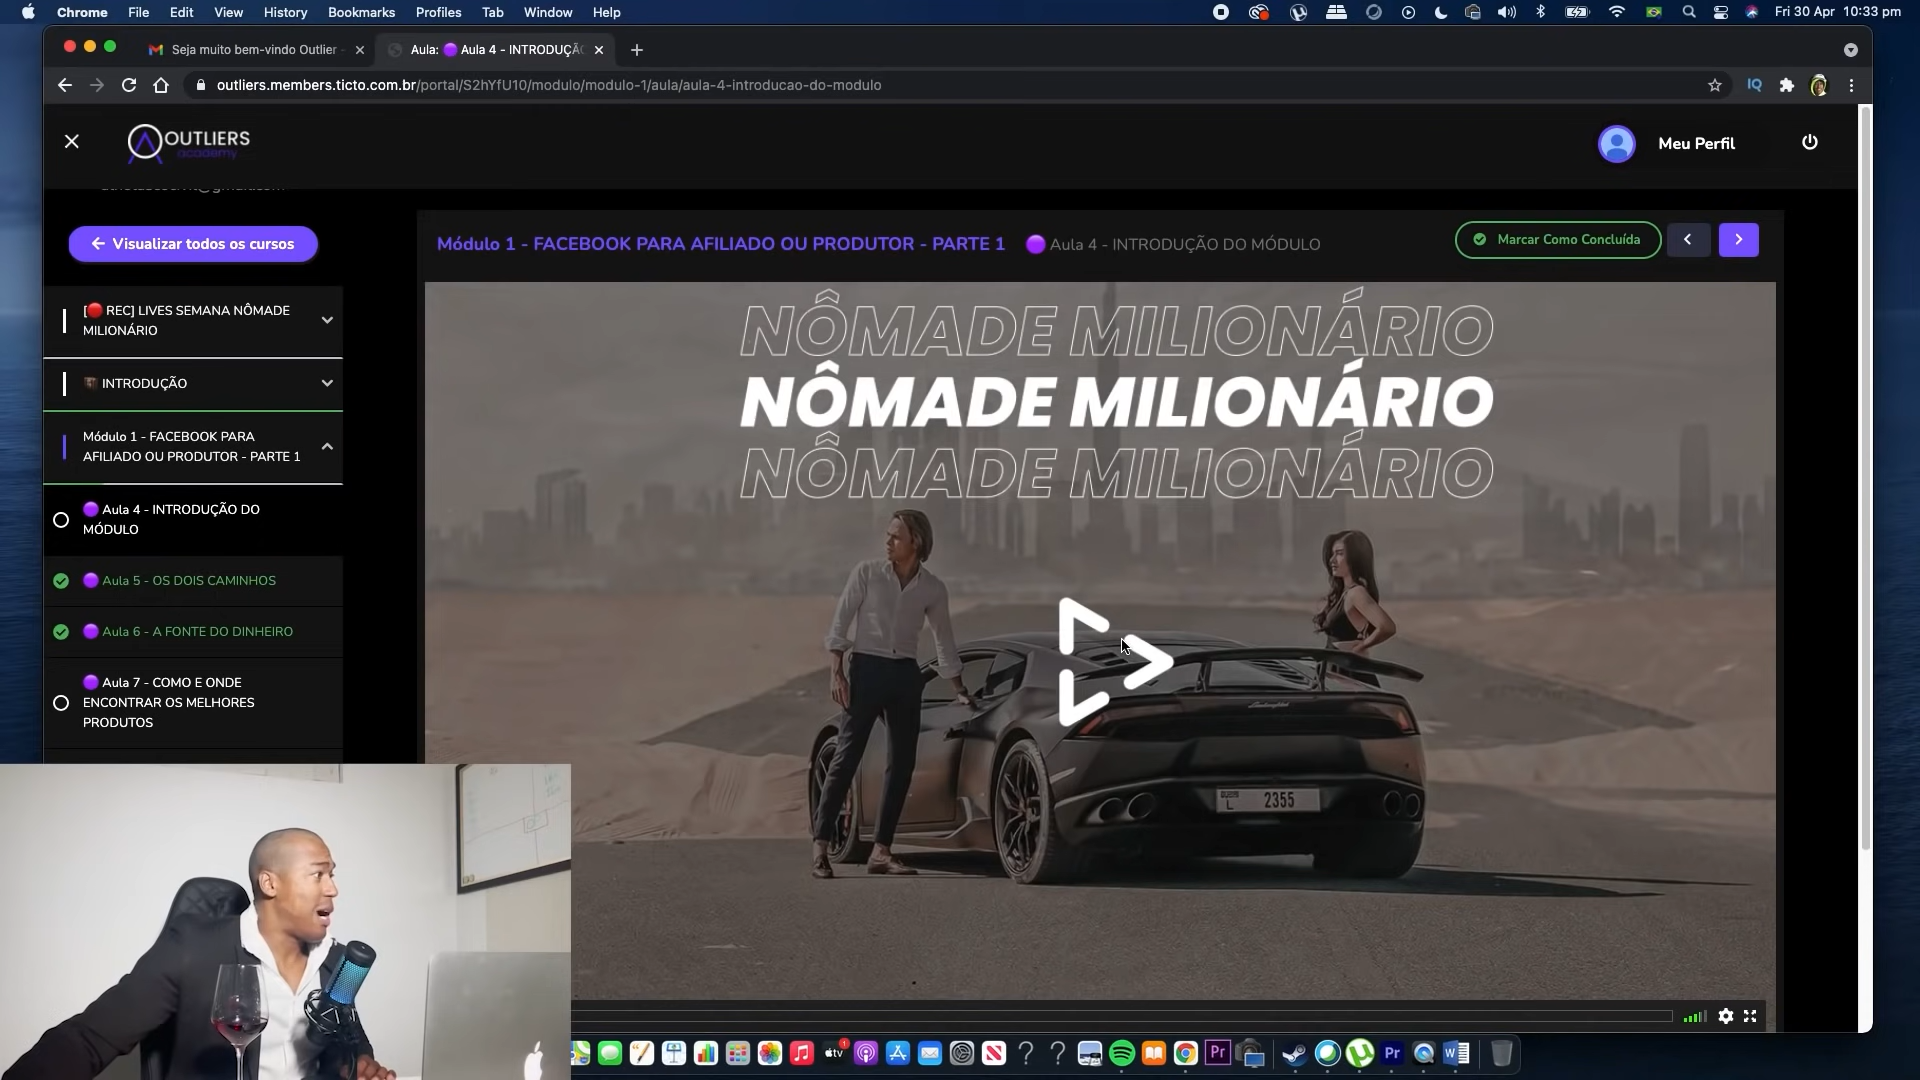 Chrome File Edit View History Bookmarks Profiles Tab Window Help
Fri 30 Apr 10:33 pm
Seja muito bem-vindo Outlier -
Aula: 🟣 Aula 4 - INTRODUÇÃ
outliers.members.ticto.com.br/portal/S2hYfU10/modulo/modulo-1/aula/aula-4-introducao-do-modulo
IQ
OUTLIERS
academy
Meu Perfil
Visualizar todos os cursos
Módulo 1 - FACEBOOK PARA AFILIADO OU PRODUTOR - PARTE 1
🟣 Aula 4 - INTRODUÇÃO DO MÓDULO
Marcar Como Concluída
[🔴 REC] LIVES SEMANA NÔMADE
MILIONÁRIO
INTRODUÇÃO
Módulo 1 - FACEBOOK PARA
AFILIADO OU PRODUTOR - PARTE 1
🟣 Aula 4 - INTRODUÇÃO DO
MÓDULO
🟣 Aula 5 - OS DOIS CAMINHOS
🟣 Aula 6 - A FONTE DO DINHEIRO
🟣 Aula 7 - COMO E ONDE
ENCONTRAR OS MELHORES
PRODUTOS
NÔMADE MILIONÁRIO
NÔMADE MILIONÁRIO
NÔMADE MILIONÁRIO
L 2355
tv
1
Pr
Pr
W